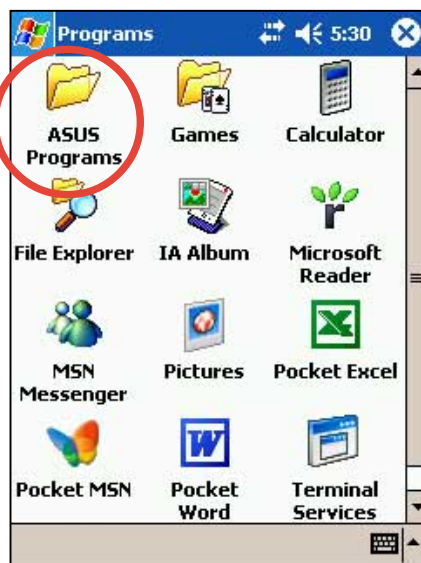 Programs 5:30
ASUS Games Calculator
Programs
File Explorer IA Album Microsoft
Reader
MSN Pictures Pocket Excel
Messenger
Pocket MSN Pocket Terminal
Word Services